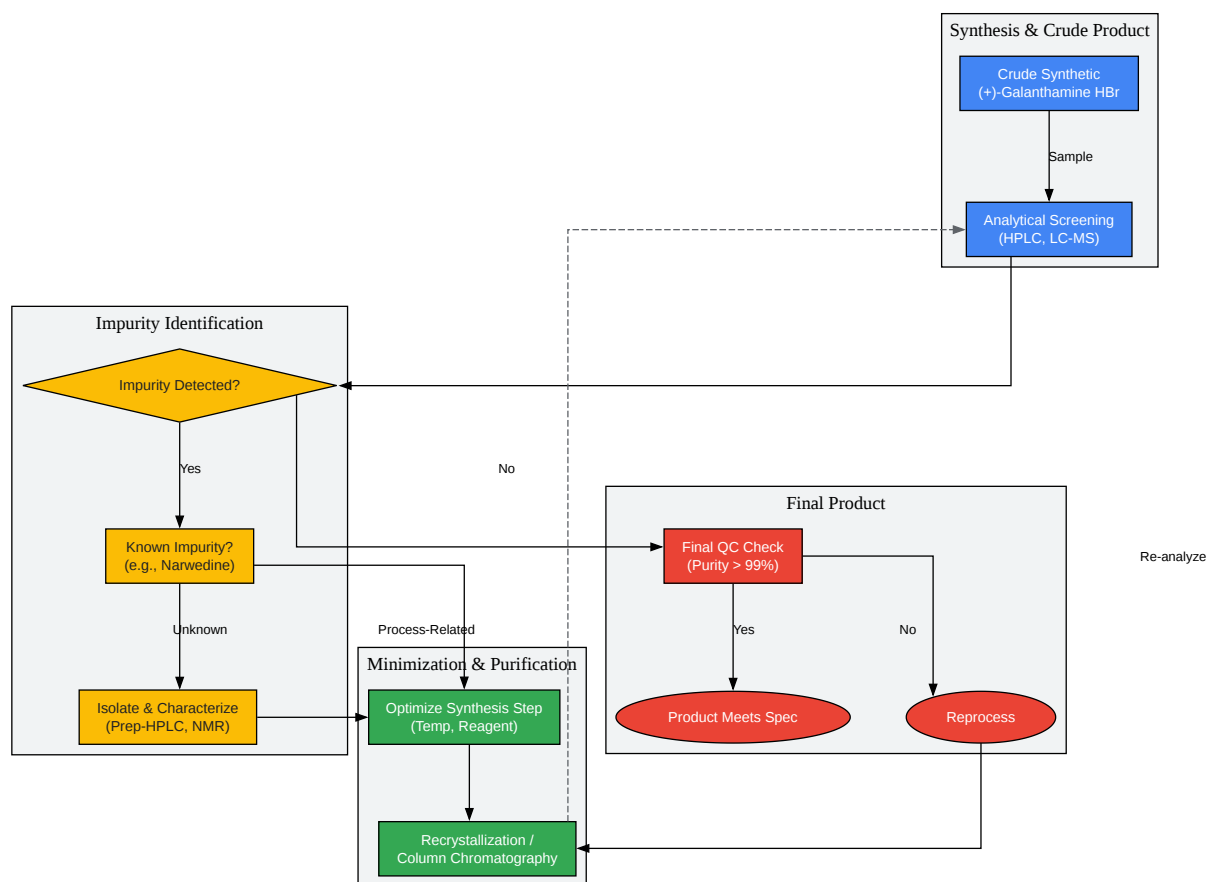 Synthesis & Crude Product
Crude Synthetic
(+)-Galanthamine HBr
Sample
Analytical Screening
(HPLC, LC-MS)
Impurity Identification
Impurity Detected?
Yes
No
Known Impurity?
(e.g., Narwedine)
Unknown
Process-Related
Isolate & Characterize
(Prep-HPLC, NMR)
Minimization & Purification
Optimize Synthesis Step
(Temp, Reagent)
Recrystallization /
Column Chromatography
Final Product
Final QC Check
(Purity > 99%)
Yes
No
Product Meets Spec
Reprocess
Re-analyze